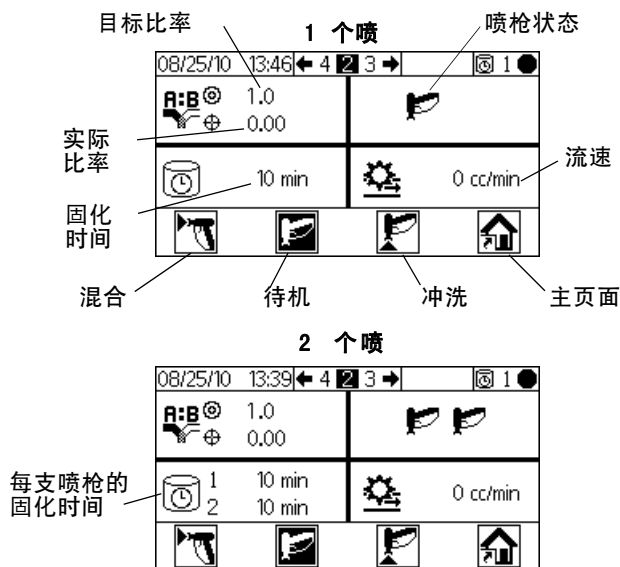 目标比率
1 个喷
喷枪状态
08/25/10 13:46 4 2 3 1
A:B 1.0
0.00
实际
比率
10 min
0 cc/min
流速
固化
时间
混合
待机
冲洗
主页面
2 个喷
08/25/10 13:39 4 2 3 1
A:B 1.0
0.00
每支喷枪的
固化时间
1 10 min
2 10 min
0 cc/min